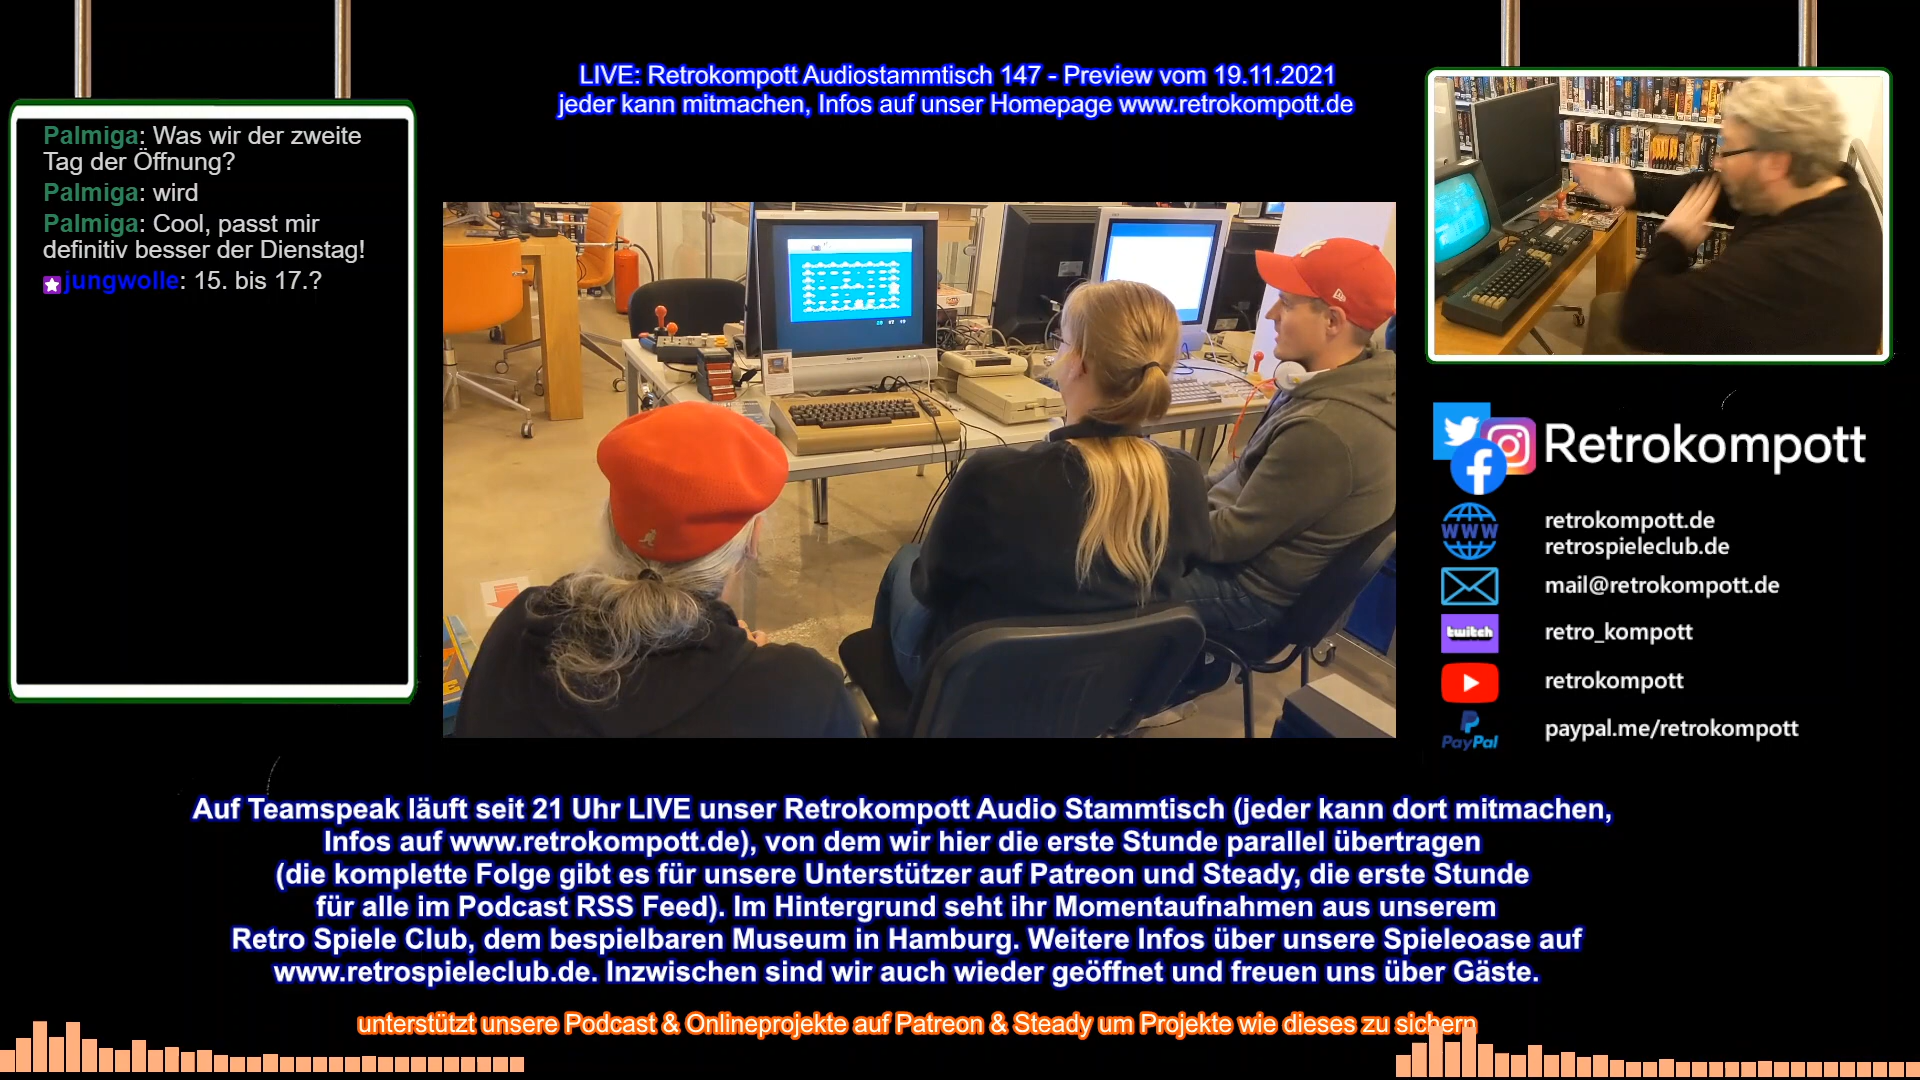 LIVE: Retrokompott Audiostammtisch 147 - Preview vom 19.11.2021
jeder kann mitmachen, Infos auf unser Homepage www.retrokompott.de
Palmiga: Was wir der zweite
Tag der Öffnung?
Palmiga: wird
Palmiga: Cool, passt mir
definitiv besser der Dienstag!
jungwolle: 15. bis 17.?
Retrokompott
www
retrokompott.de
retrospieleclub.de
mail@retrokompott.de
twitch
retro_kompott
retrokompott
PayPal
paypal.me/retrokompott
Auf Teamspeak läuft seit 21 Uhr LIVE unser Retrokompott Audio Stammtisch (jeder kann dort mitmachen,
Infos auf www.retrokompott.de), von dem wir hier die erste Stunde parallel übertragen
(die komplette Folge gibt es für unsere Unterstützer auf Patreon und Steady, die erste Stunde
für alle im Podcast RSS Feed). Im Hintergrund seht ihr Momentaufnahmen aus unserem
Retro Spiele Club, dem bespielbaren Museum in Hamburg. Weitere Infos über unsere Spieleoase auf
www.retrospieleclub.de. Inzwischen sind wir auch wieder geöffnet und freuen uns über Gäste.
unterstützt unsere Podcast & Onlineprojekte auf Patreon & Steady um Projekte wie dieses zu sichern